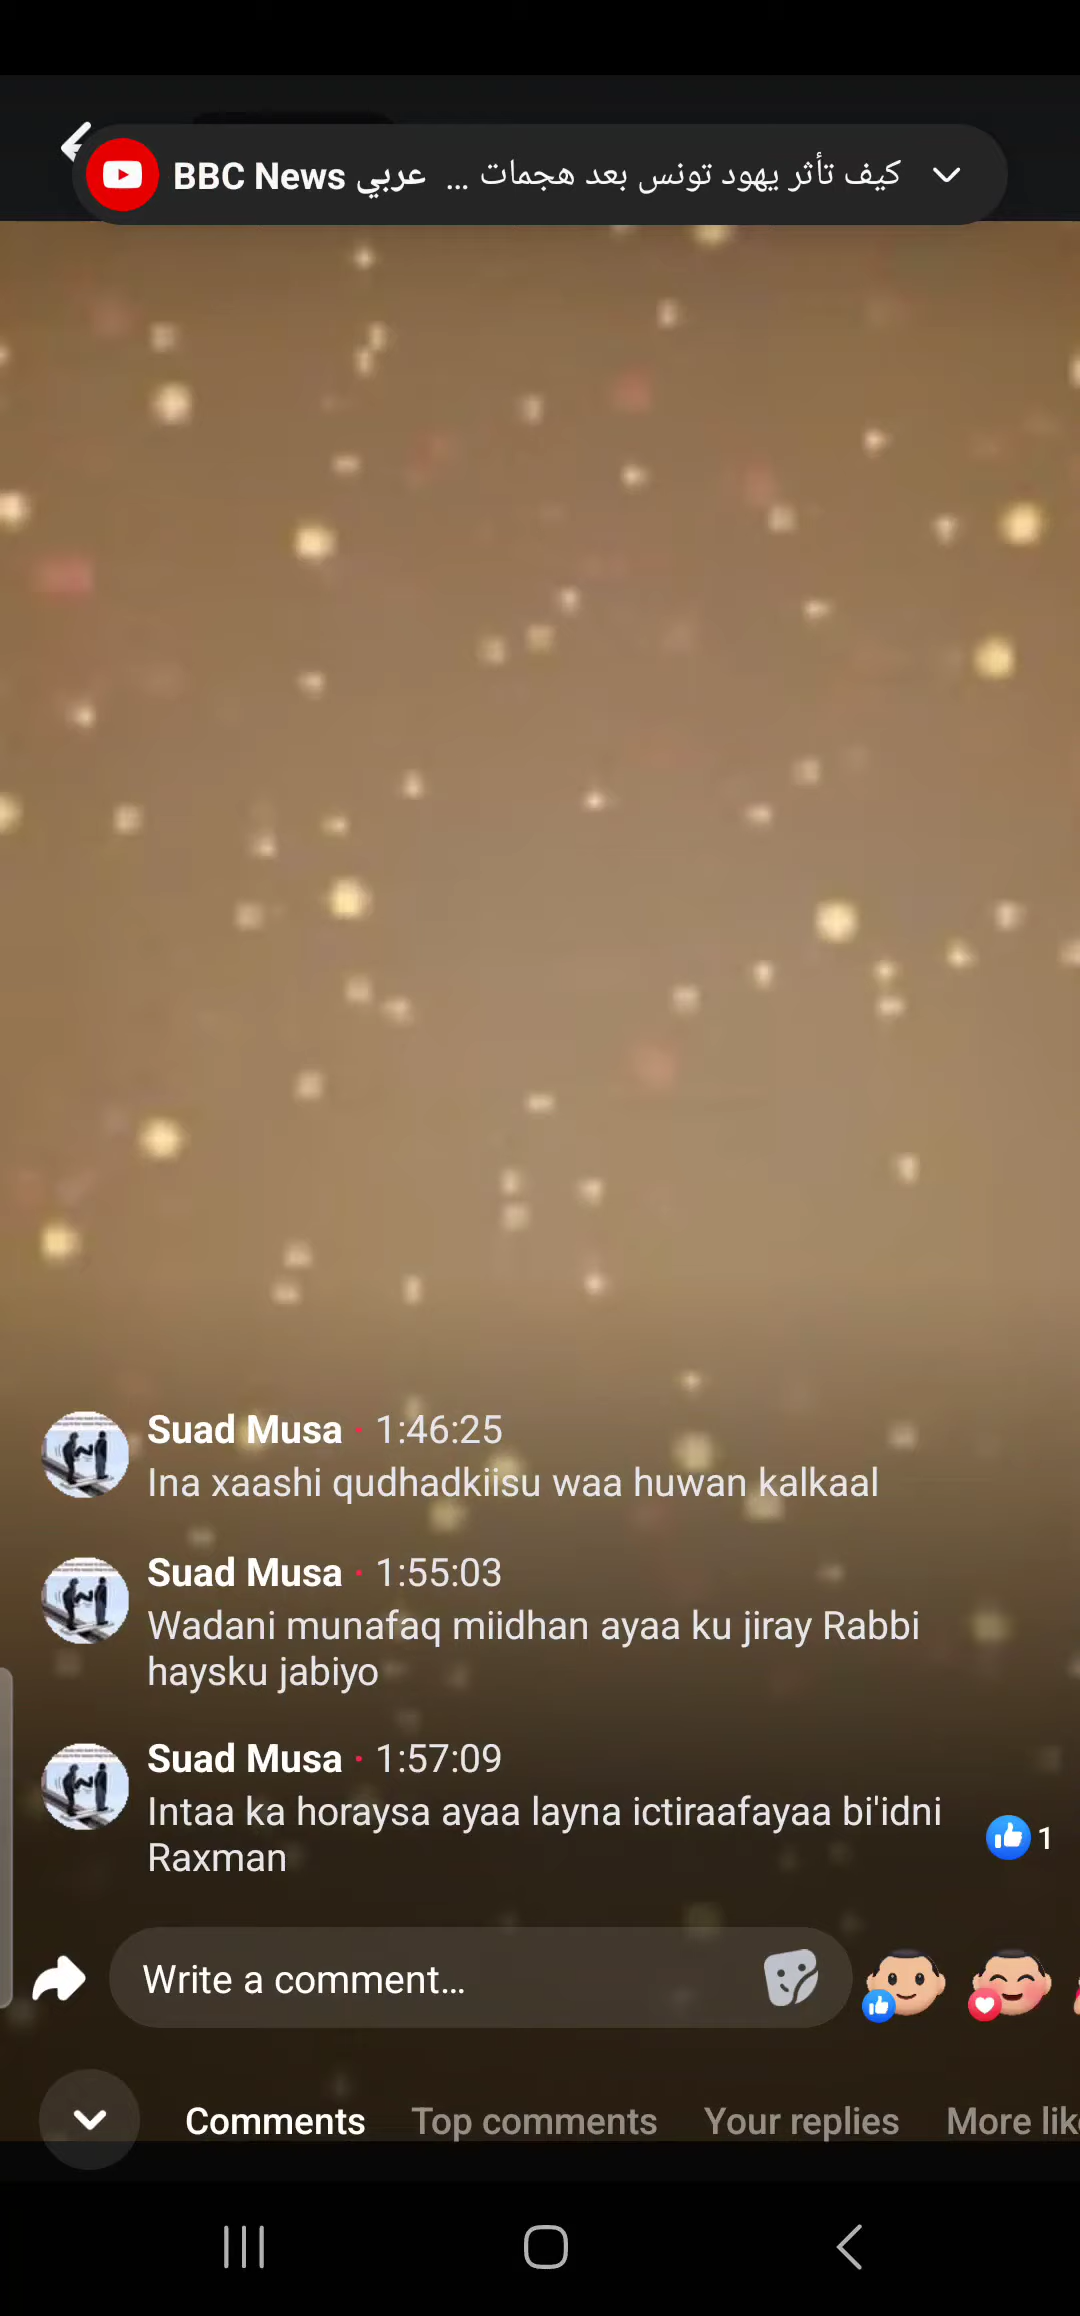 BBC News عربي ... كيف تأثر يهود تونس بعد هجمات
Suad Musa · 1:46:25
Ina xaashi qudhadkiisu waa huwan kalkaal
Suad Musa · 1:55:03
Wadani munafaq miidhan ayaa ku jiray Rabbi
haysku jabiyo
Suad Musa · 1:57:09
Intaa ka horaysa ayaa layna ictiraafayaa bi'idni
Raxman
1
Write a comment...
Comments Top comments Your replies More lik